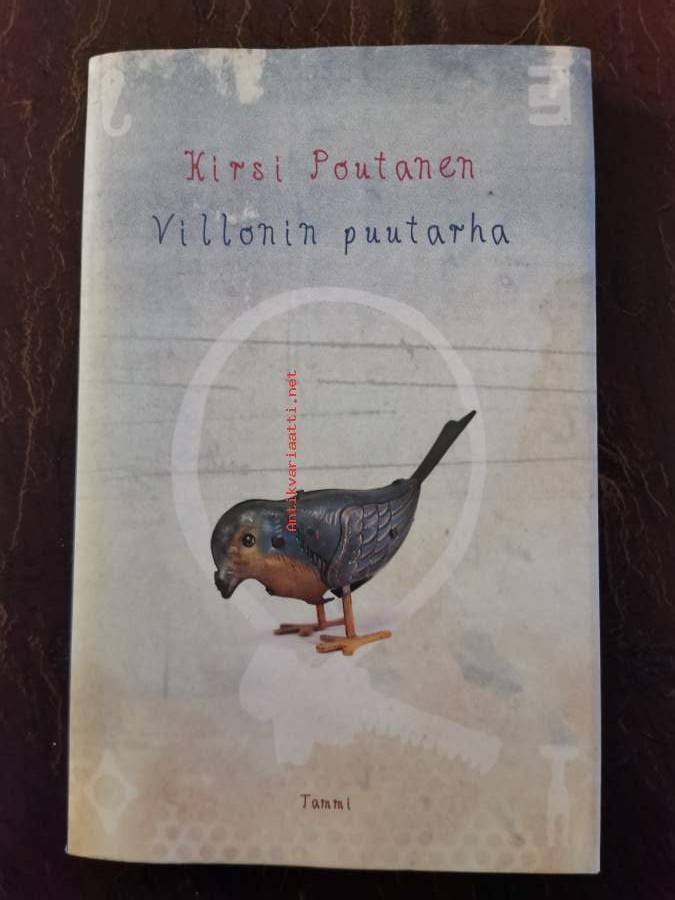 Kirsi Poutanen
Villonin puutarha
Antikvariaatti.net
Tammi